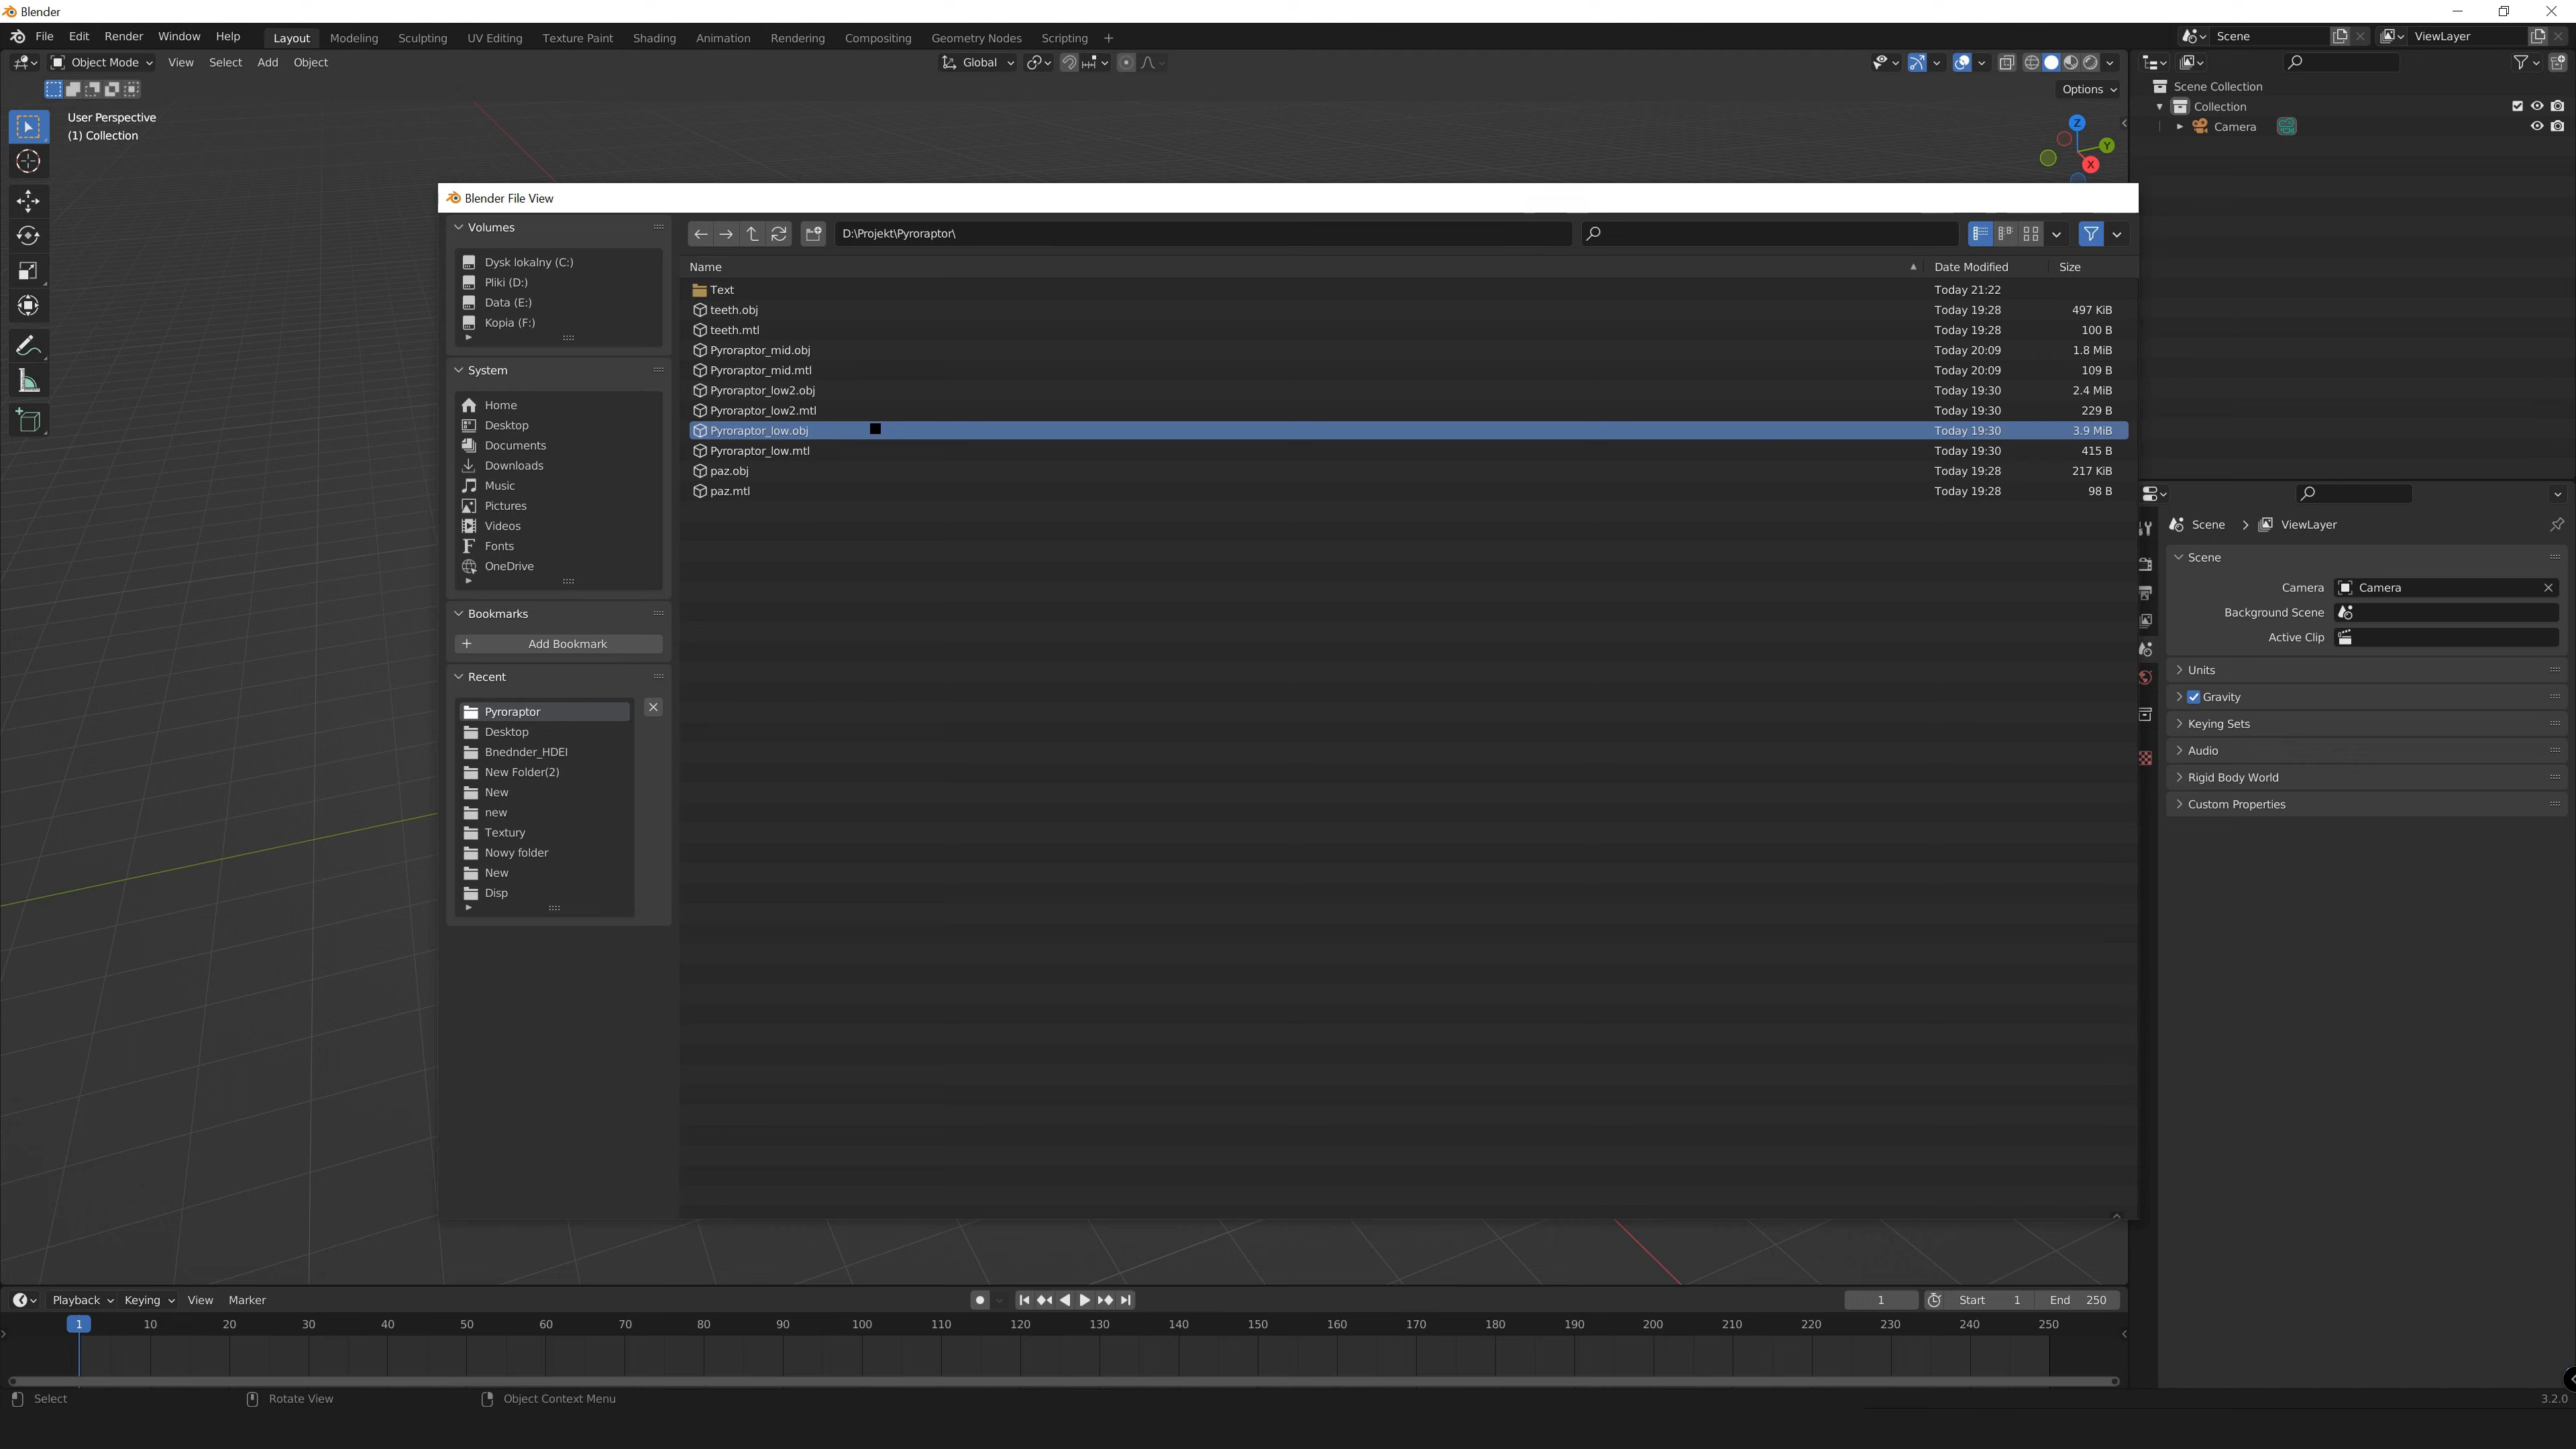 Blender
File Edit Render Window Help Layout Modeling Sculpting UV Editing Texture Paint Shading Animation Rendering Compositing Geometry Nodes Scripting + Scene ViewLayer
Object Mode View Select Add Object Global
Options
User Perspective
(1) Collection
Z
Y
X
Scene Collection
Collection
Camera
Blender File View
Volumes
Dysk lokalny (C:)
Pliki (D:)
Data (E:)
Kopia (F:)
System
Home
Desktop
Documents
Downloads
Music
Pictures
Videos
Fonts
OneDrive
Bookmarks
Add Bookmark
Recent
Pyroraptor
Desktop
Bnednder_HDEI
New Folder(2)
New
new
Textury
Nowy folder
New
Disp
D:\Projekt\Pyroraptor\
Name Date Modified Size
Text Today 21:22
teeth.obj Today 19:28 497 KiB
teeth.mtl Today 19:28 100 B
Pyroraptor_mid.obj Today 20:09 1.8 MiB
Pyroraptor_mid.mtl Today 20:09 109 B
Pyroraptor_low2.obj Today 19:30 2.4 MiB
Pyroraptor_low2.mtl Today 19:30 229 B
Pyroraptor_low.obj Today 19:30 3.9 MiB
Pyroraptor_low.mtl Today 19:30 415 B
paz.obj Today 19:28 217 KiB
paz.mtl Today 19:28 98 B
Scene > ViewLayer
Scene
Camera Camera
Background Scene
Active Clip
Units
Gravity
Keying Sets
Audio
Rigid Body World
Custom Properties
Playback Keying View Marker 1 Start 1 End 250
1 10 20 30 40 50 60 70 80 90 100 110 120 130 140 150 160 170 180 190 200 210 220 230 240 250
Select Rotate View Object Context Menu 3.2.0